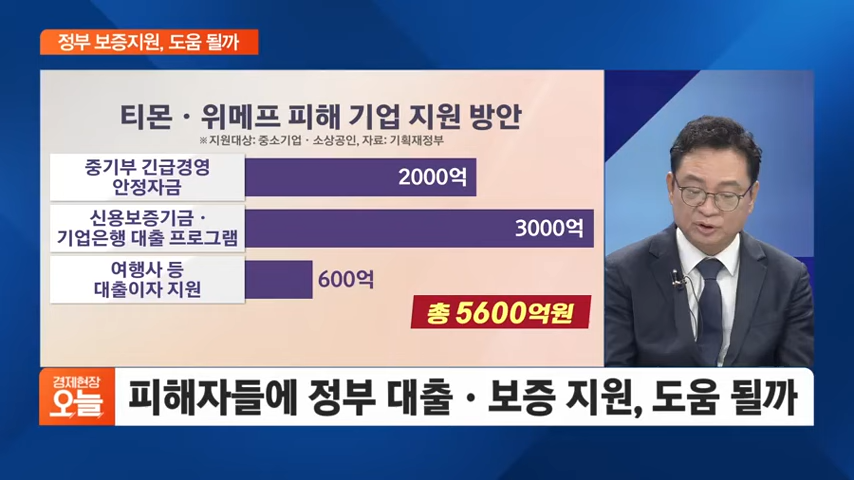 정부 보증지원, 도움 될까
티몬·위메프 피해 기업 지원 방안
※지원대상: 중소기업·소상공인, 자료: 기획재정부
중기부 긴급경영
안정자금
2000억
신용보증기금·
기업은행 대출 프로그램
3000억
여행사 등
대출이자 지원
600억
총 5600억원
경제현장
오늘
피해자들에 정부 대출·보증 지원, 도움 될까